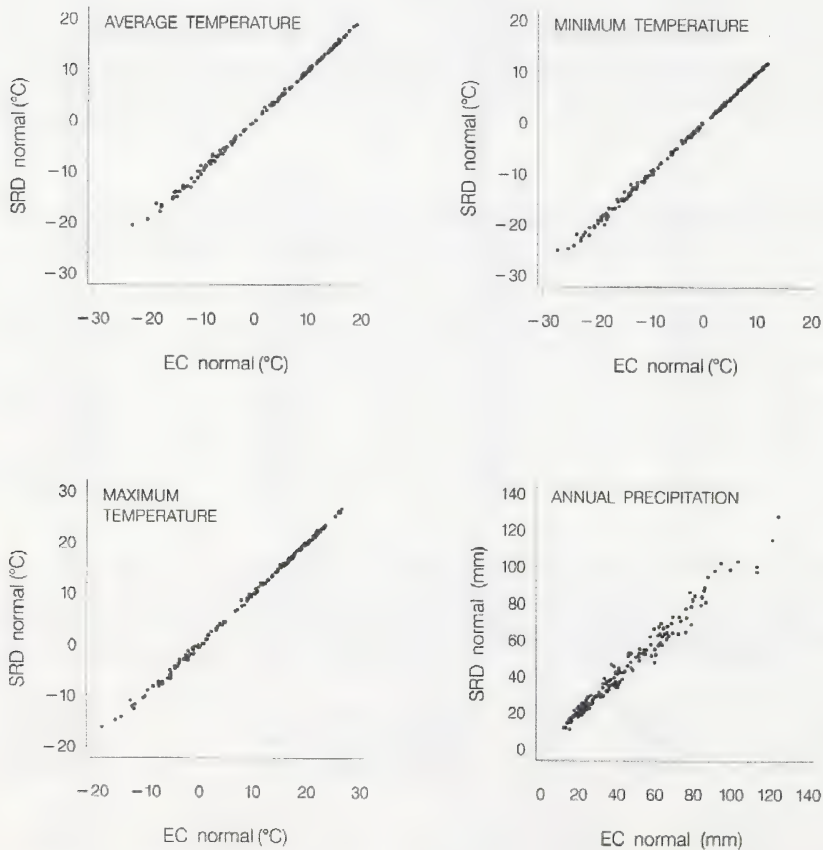 AVERAGE TEMPERATURE
20
10
0
−10
−20
−30
SRD normal (°C)
−30 −20 −10 0 10 20
EC normal (°C)
MINIMUM TEMPERATURE
20
10
0
−10
−20
−30
SRD normal (°C)
−30 −20 −10 0 10 20
EC normal (°C)
MAXIMUM
TEMPERATURE
30
20
10
0
−10
−20
SRD normal (°C)
−20 −10 0 10 20 30
EC normal (°C)
ANNUAL PRECIPITATION
140
120
100
80
60
40
20
0
SRD normal (mm)
0 20 40 60 80 100 120 140
EC normal (mm)